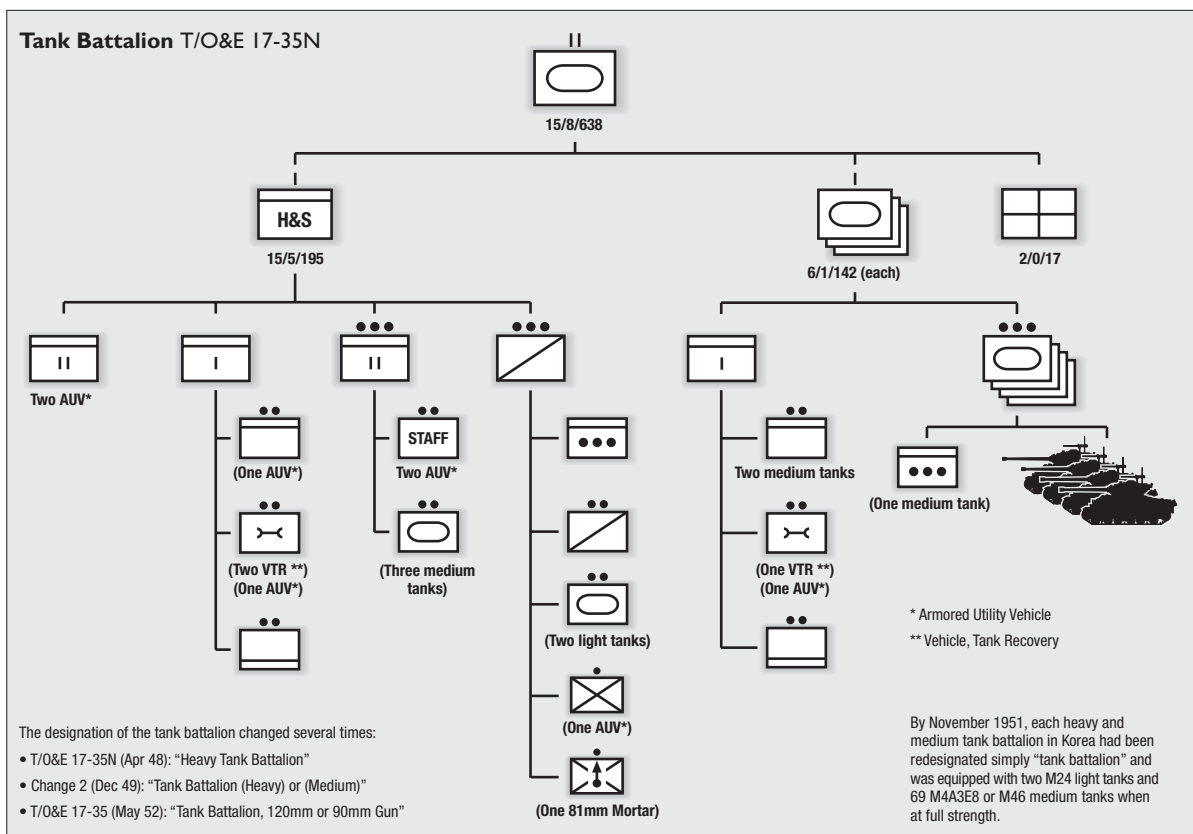 Tank Battalion T/O&E 17-35N
15/8/638
H&S
15/5/195
6/1/142 (each)
2/0/17
Two AUV*
(One AUV*)
(Two VTR **)
(One AUV*)
STAFF
Two AUV*
(Three medium
tanks)
(Two light tanks)
(One AUV*)
(One 81mm Mortar)
Two medium tanks
(One VTR **)
(One AUV*)
(One medium tank)
* Armored Utility Vehicle
** Vehicle, Tank Recovery
The designation of the tank battalion changed several times:
• T/O&E 17-35N (Apr 48): “Heavy Tank Battalion”
• Change 2 (Dec 49): “Tank Battalion (Heavy) or (Medium)”
• T/O&E 17-35 (May 52): “Tank Battalion, 120mm or 90mm Gun”
By November 1951, each heavy and
medium tank battalion in Korea had been
redesignated simply “tank battalion” and
was equipped with two M24 light tanks and
69 M4A3E8 or M46 medium tanks when
at full strength.